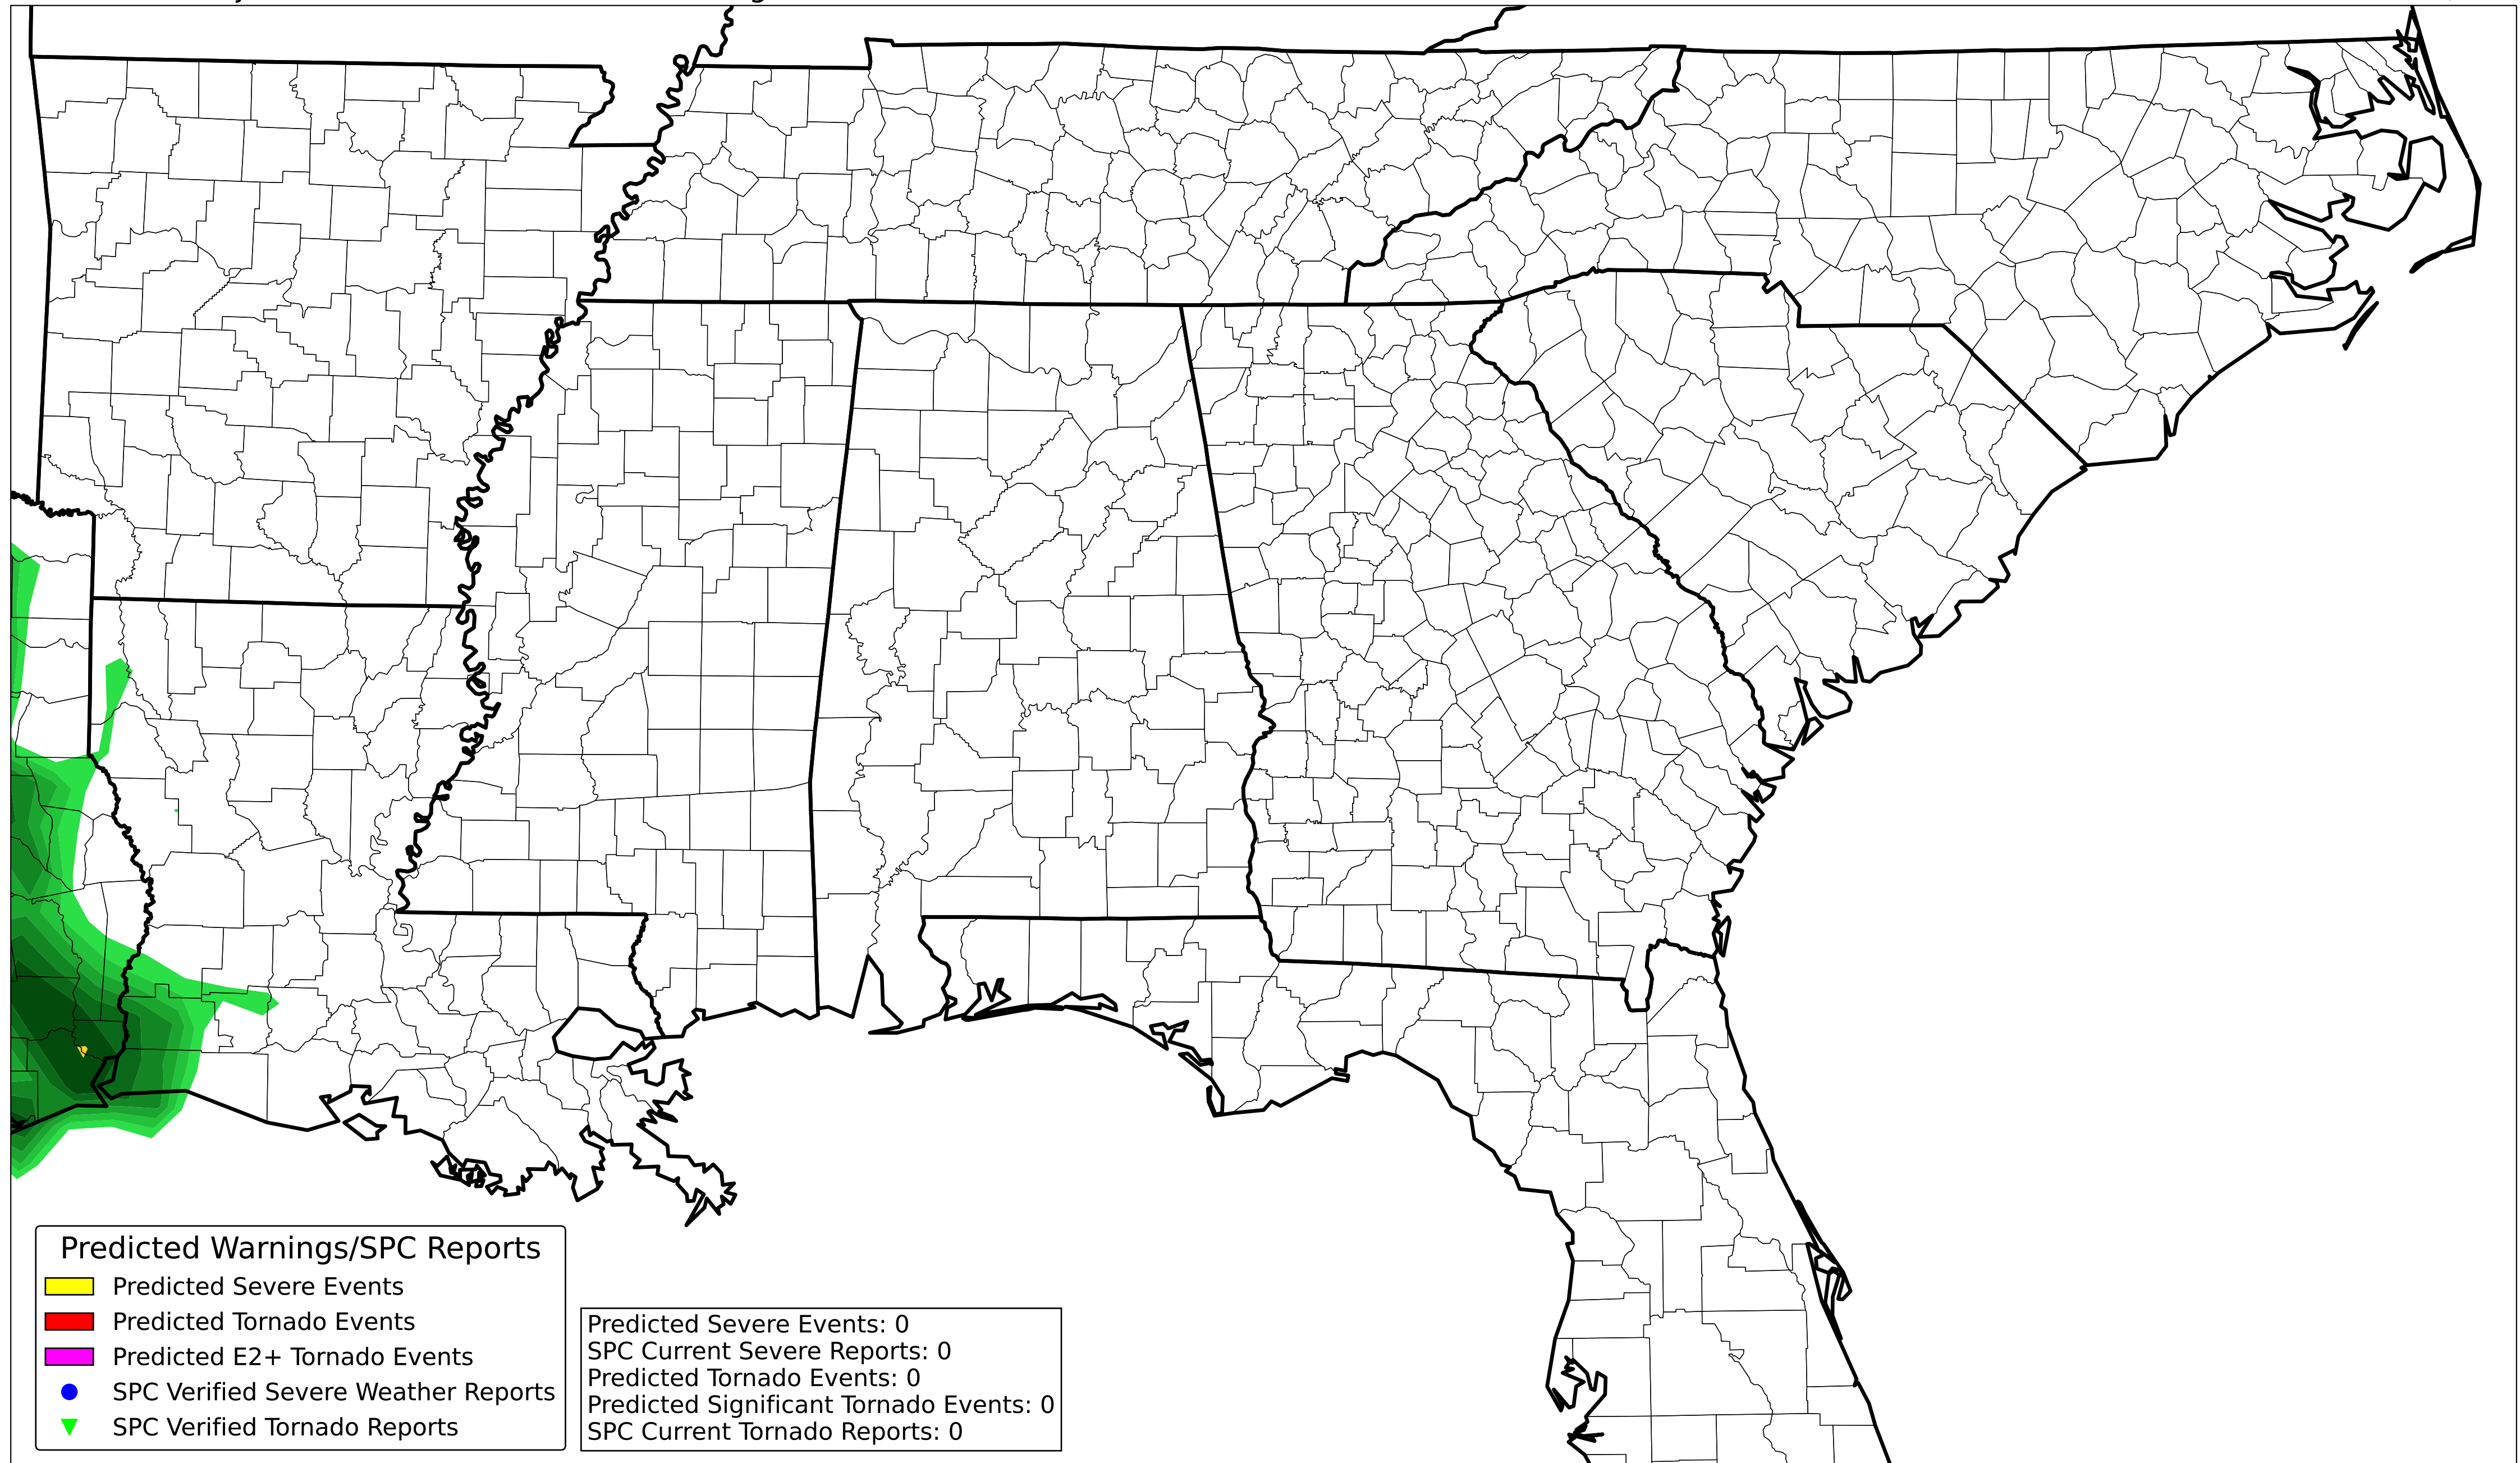 Predicted Warnings/SPC Reports
Predicted Severe Events
Predicted Tornado Events
Predicted E2+ Tornado Events
SPC Verified Severe Weather Reports
SPC Verified Tornado Reports
Predicted Severe Events: 0
SPC Current Severe Reports: 0
Predicted Tornado Events: 0
Predicted Significant Tornado Events: 0
SPC Current Tornado Reports: 0